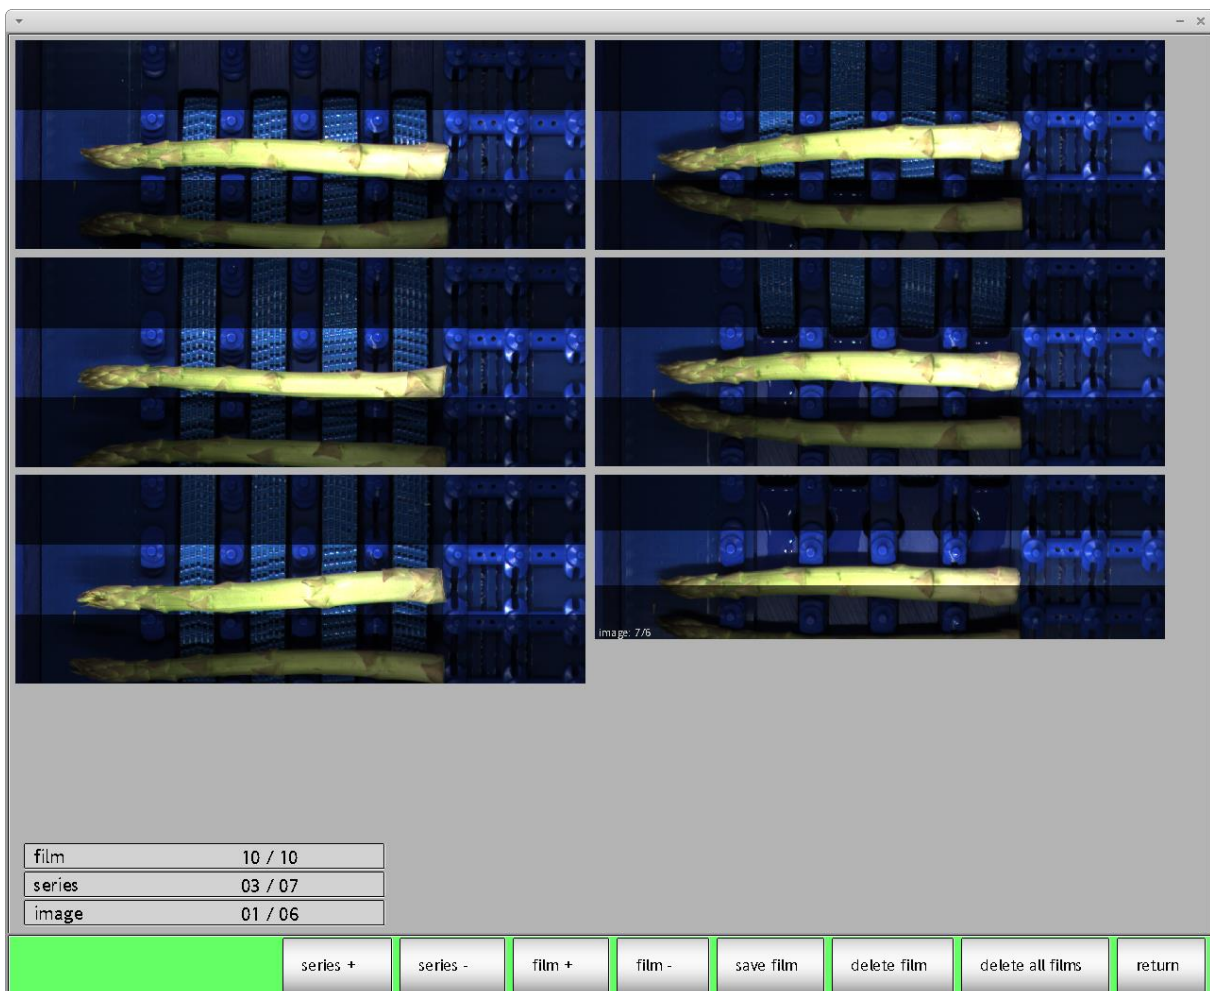 image: 7/6
film 10 / 10
series 03 / 07
image 01 / 06
series + series - film + film - save film delete film delete all films return